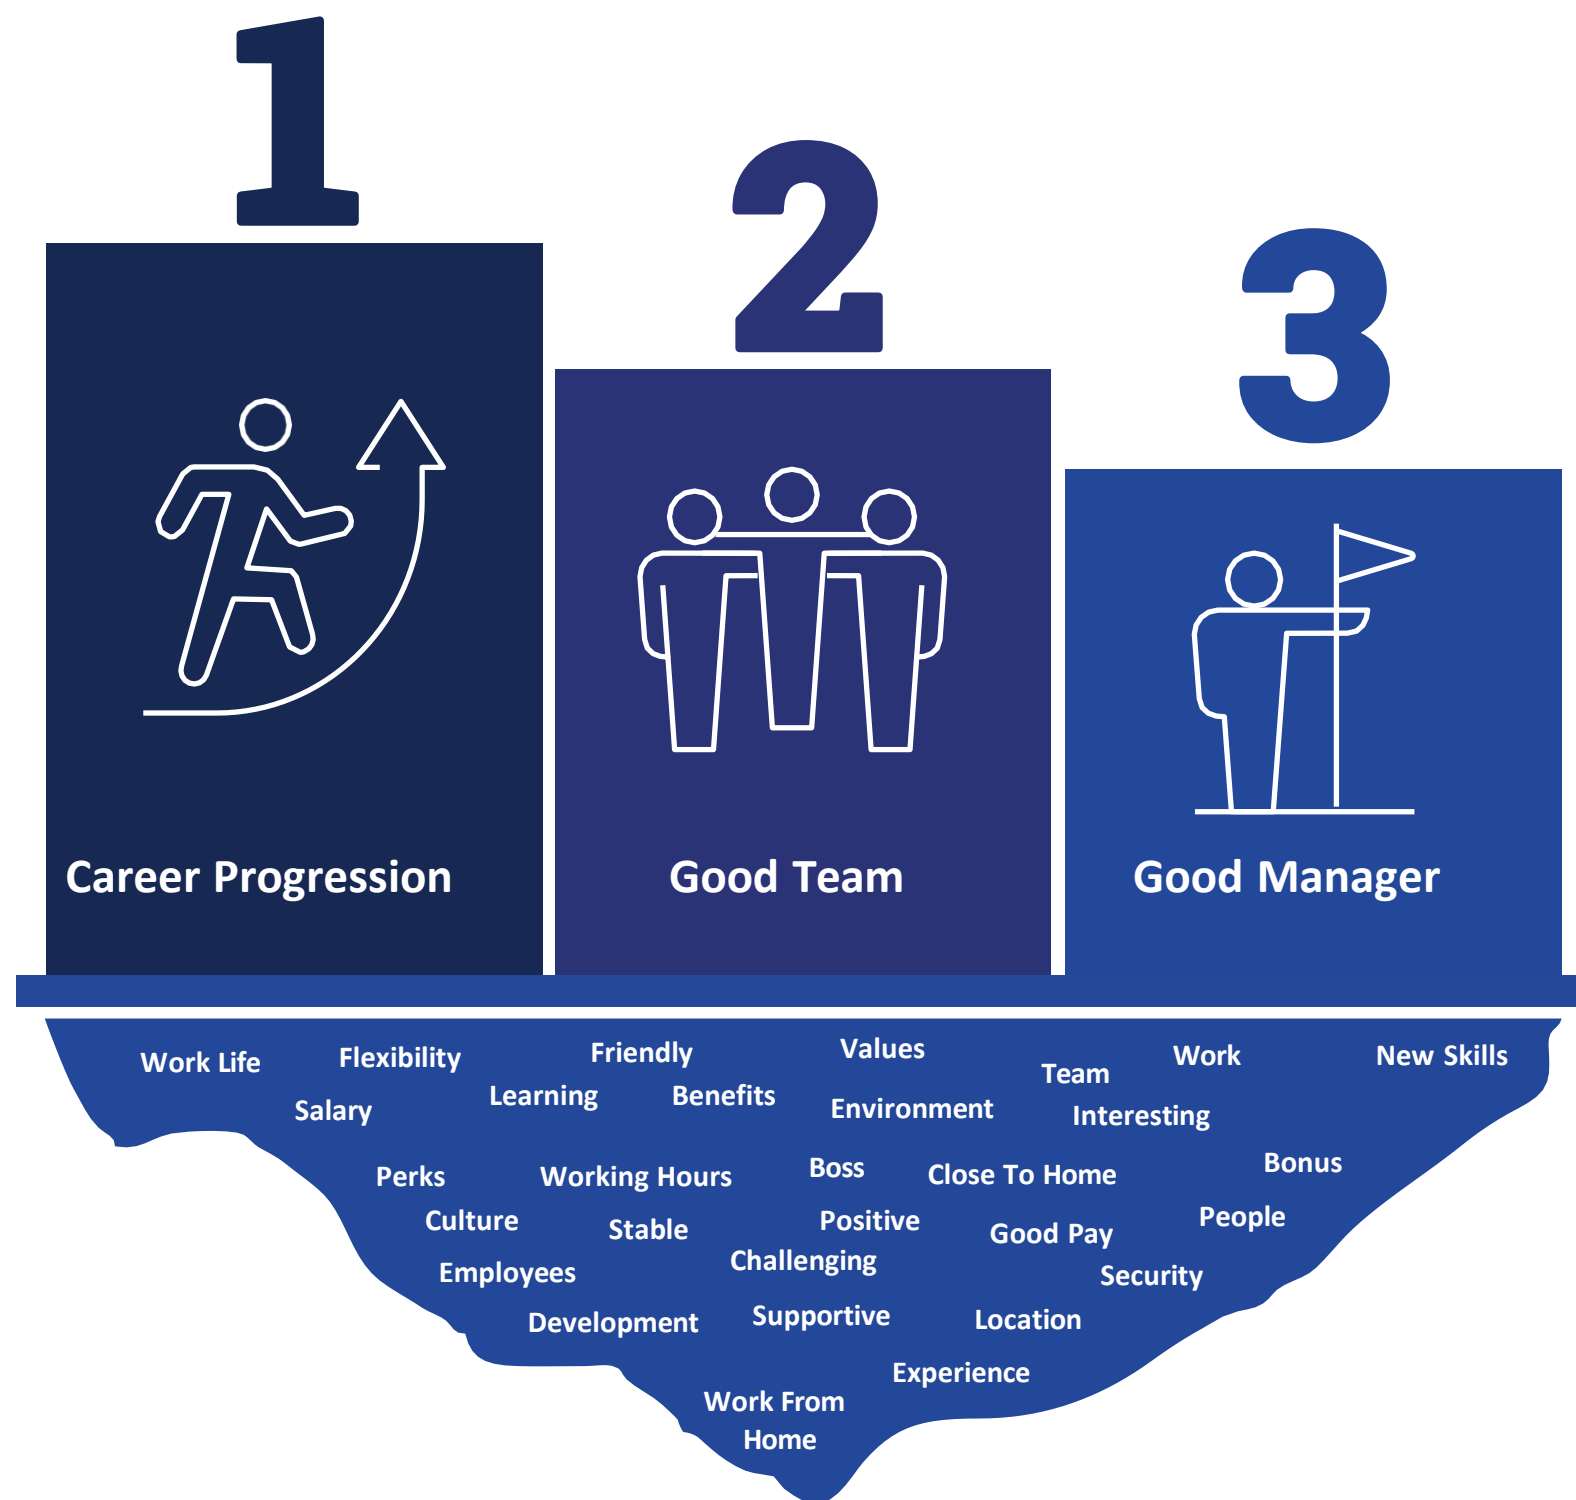 1
2
3
Career Progression
Good Team
Good Manager
Work Life
Flexibility
Friendly
Values
Team
Work
New Skills
Salary
Learning
Benefits
Environment
Interesting
Perks
Working Hours
Boss
Close To Home
Bonus
Culture
Stable
Positive
Good Pay
People
Employees
Challenging
Security
Development
Supportive
Location
Experience
Work From
Home